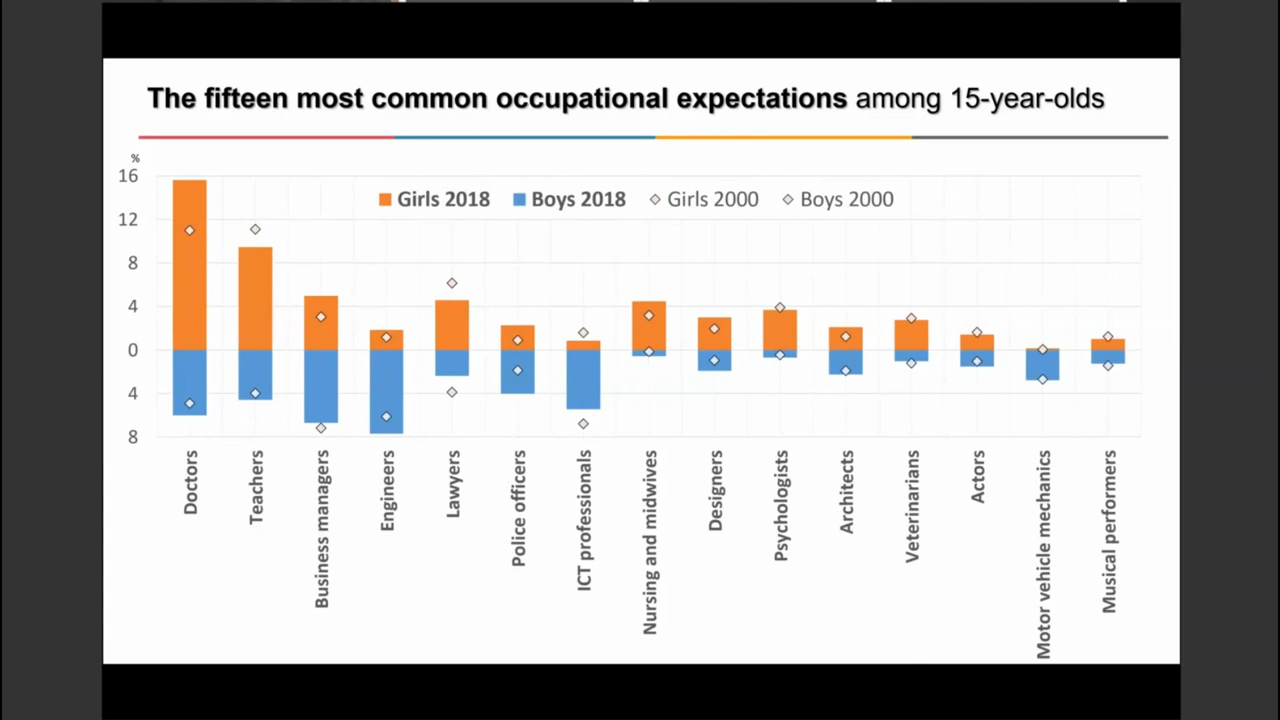 The fifteen most common occupational expectations among 15-year-olds
%
16
12
8
4
0
4
8
Girls 2018 Boys 2018 Girls 2000 Boys 2000
Doctors
Teachers
Business managers
Engineers
Lawyers
Police officers
ICT professionals
Nursing and midwives
Designers
Psychologists
Architects
Veterinarians
Actors
Motor vehicle mechanics
Musical performers